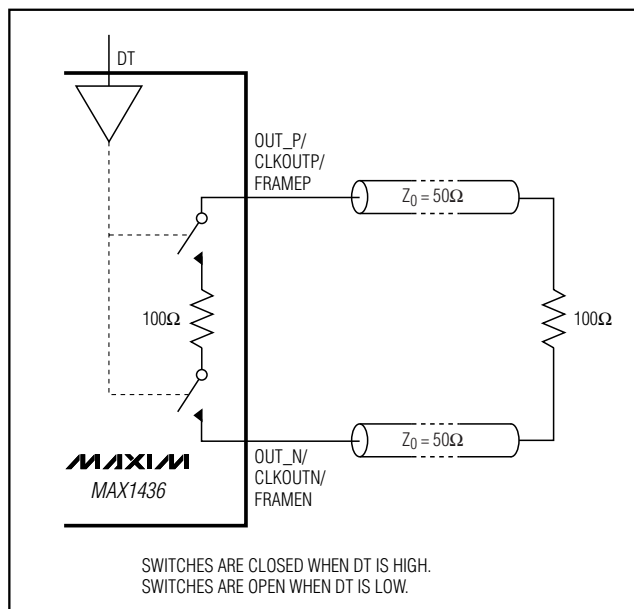 DT
OUT_P/
CLKOUTP/
FRAMEP
Z0 = 50Ω
100Ω
100Ω
Z0 = 50Ω
OUT_N/
CLKOUTN/
FRAMEN
MAXIM
MAX1436
SWITCHES ARE CLOSED WHEN DT IS HIGH.
SWITCHES ARE OPEN WHEN DT IS LOW.